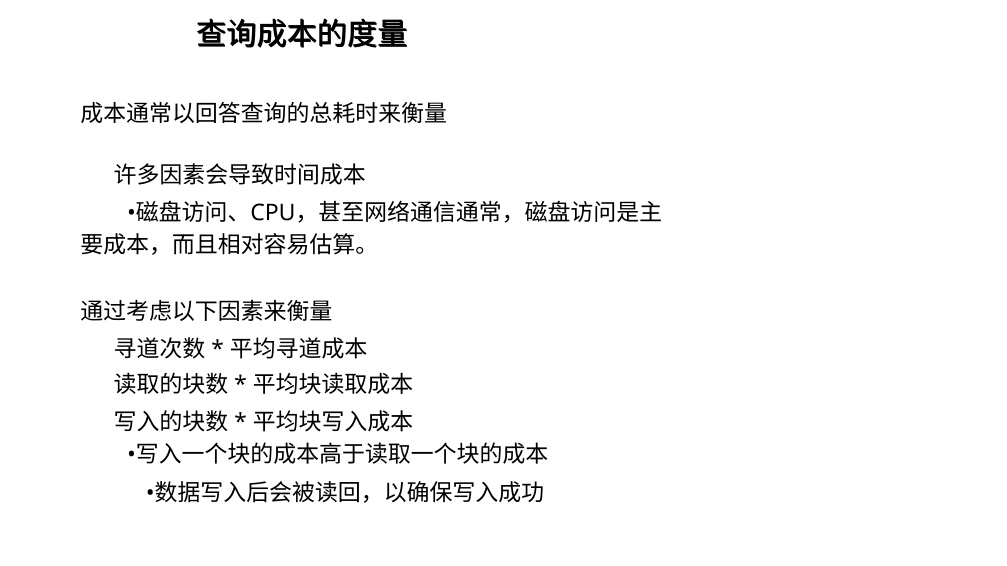 查询成本的度量
成本通常以回答查询的总耗时来衡量
许多因素会导致时间成本
•磁盘访问、CPU，甚至网络通信通常，磁盘访问是主
要成本，而且相对容易估算。
通过考虑以下因素来衡量
寻道次数 * 平均寻道成本
读取的块数 * 平均块读取成本
写入的块数 * 平均块写入成本
•写入一个块的成本高于读取一个块的成本
•数据写入后会被读回，以确保写入成功